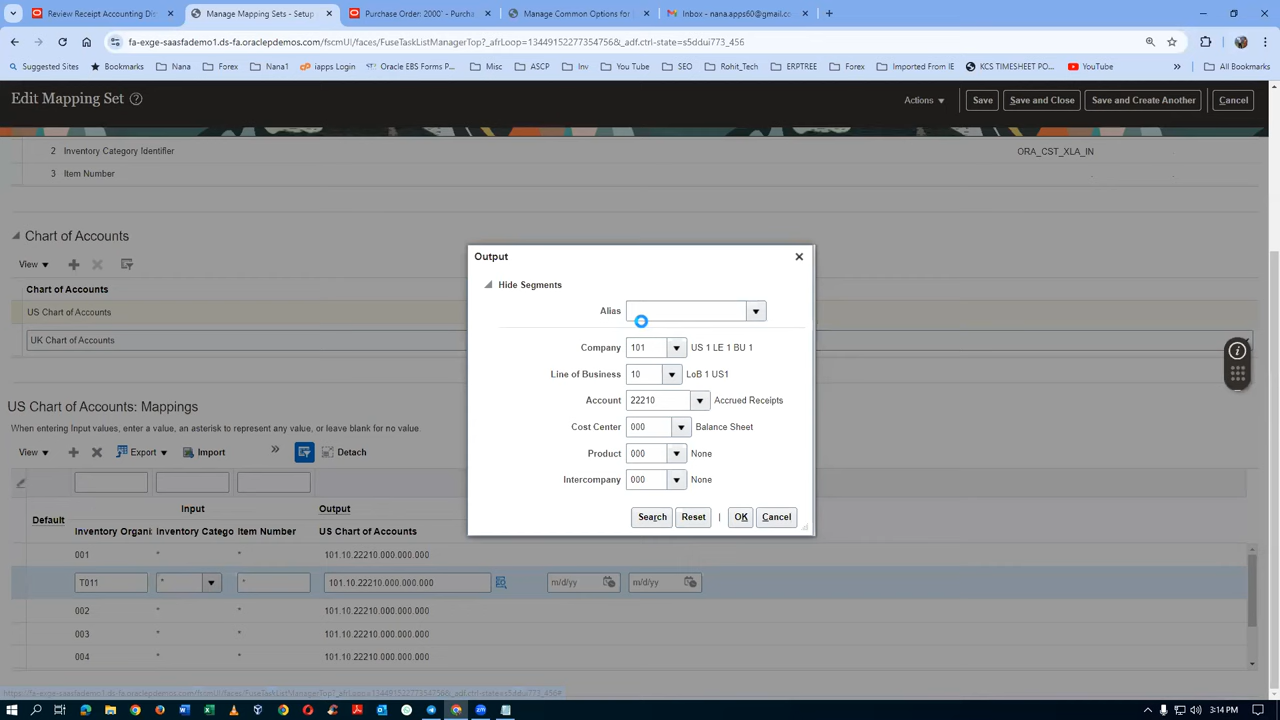 Review Receipt Accounting Dis
Manage Mapping Sets - Setup
Purchase Order: 2000" - Purcha
Manage Common Options for
Inbox - nana.apps60@gmail.com
fa-exge-saasfademo1.ds-fa.oraclepdemos.com/fscmUI/faces/FuseTaskListManagerTop?_afrLoop=134491522773547 56&_adf.ctrl-state=s5ddui773_456
Suggested Sites Bookmarks Nana Forex Nana1 iapps Login Oracle EBS Forms P... Misc ASCP Inv You Tube SEO Rohit_Tech ERPTREE Forex Imported From IE KCS TIMESHEET PO... YouTube » All Bookmarks
Edit Mapping Set
Actions Save Save and Close Save and Create Another Cancel
2 Inventory Category Identifier ORA_CST_XLA_IN
3 Item Number
Chart of Accounts
View
Chart of Accounts
US Chart of Accounts
UK Chart of Accounts
Output
Hide Segments
Alias
Company 101 US 1 LE 1 BU 1
Line of Business 10 LoB 1 US1
Account 22210 Accrued Receipts
Cost Center 000 Balance Sheet
Product 000 None
Intercompany 000 None
Search Reset | OK Cancel
US Chart of Accounts: Mappings
When entering Input values, enter a value, an asterisk to represent any value, or leave blank for no value.
View Export Import » Detach
Default Input Output
Inventory Organi Inventory Catego Item Number US Chart of Accounts
001 * * 101.10.22210.000.000.000
T011 * * 101.10.22210.000.000.000 m/d/yy m/d/yy
002 * * 101.10.22210.000.000.000
003 * * 101.10.22210.000.000.000
004 * * 101.10.22210.000.000.000
3:14 PM